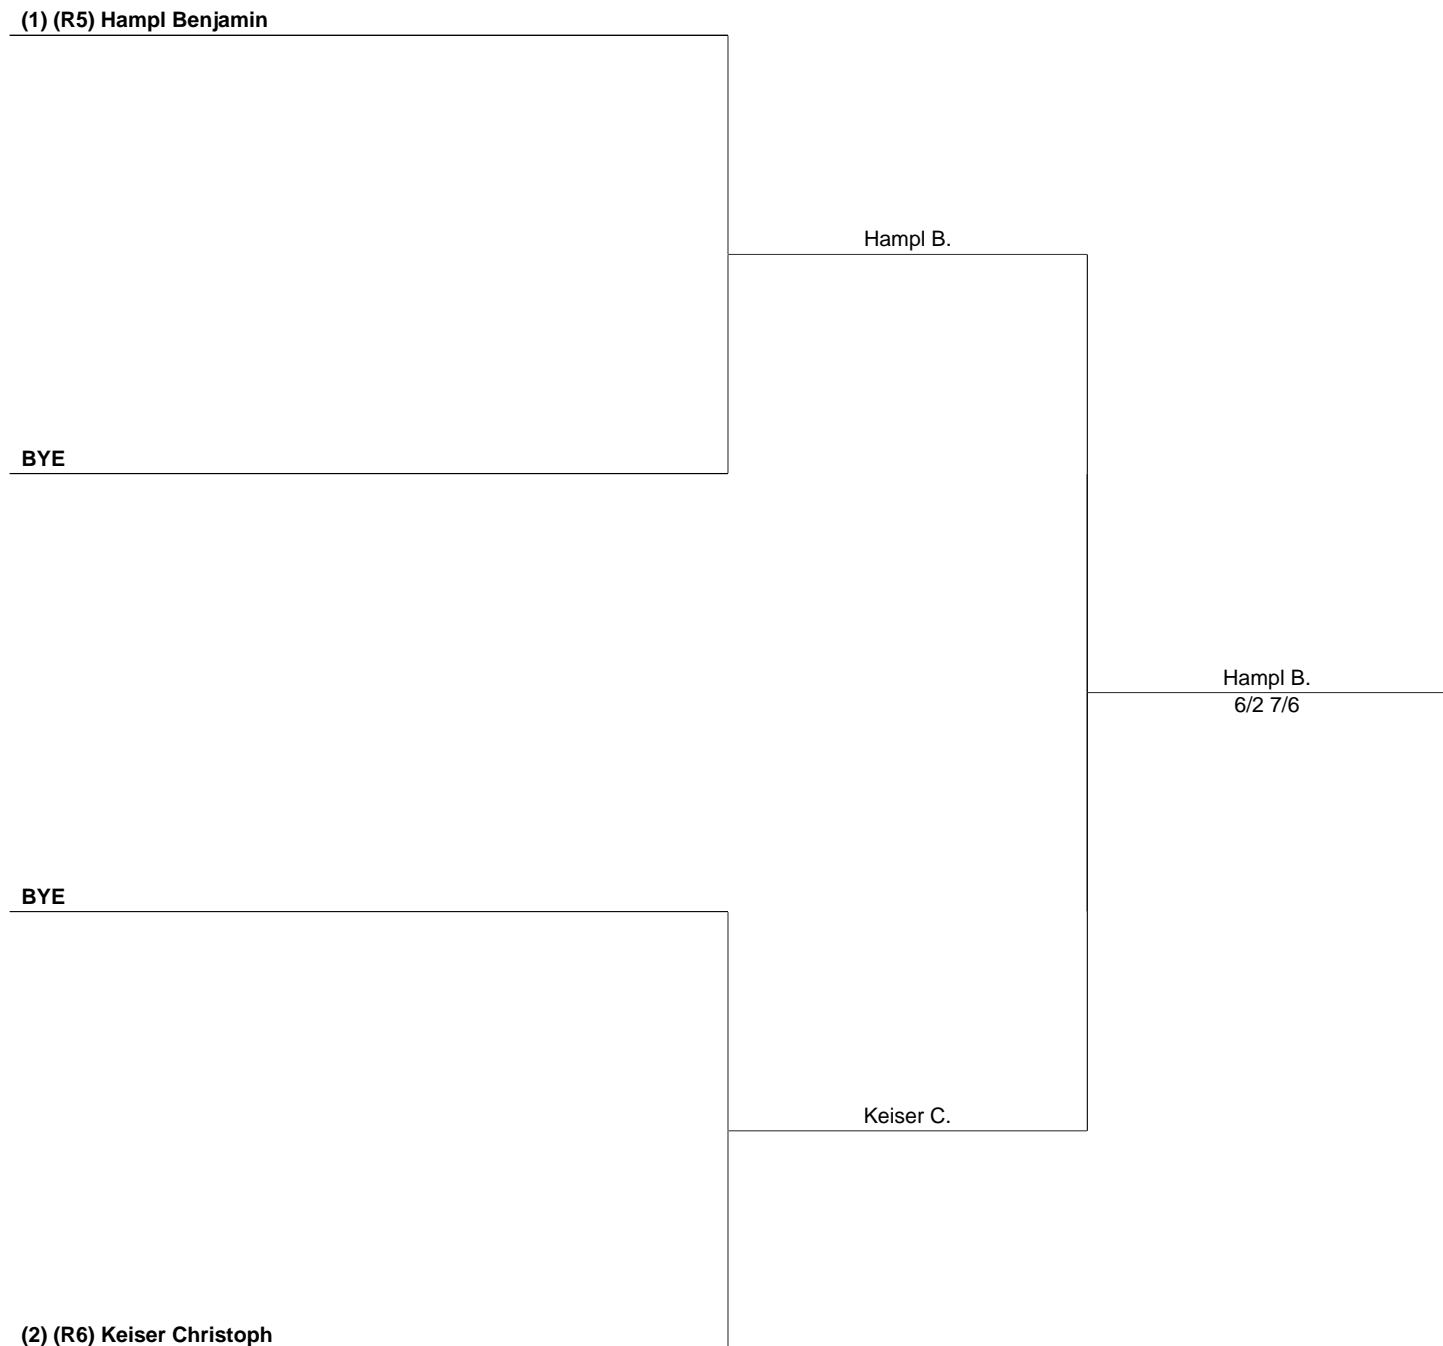 (1) (R5) Hampl Benjamin
Hampl B.
BYE
Hampl B.
6/2 7/6
BYE
Keiser C.
(2) (R6) Keiser Christoph